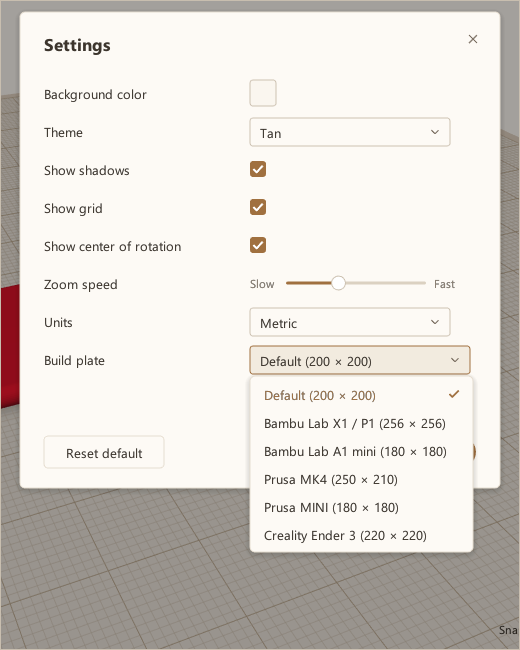 Settings
Background color
Theme
Tan
Show shadows
Show grid
Show center of rotation
Zoom speed
Slow
Fast
Units
Metric
Build plate
Default (200 × 200)
Default (200 × 200)
Bambu Lab X1 / P1 (256 × 256)
Bambu Lab A1 mini (180 × 180)
Prusa MK4 (250 × 210)
Prusa MINI (180 × 180)
Creality Ender 3 (220 × 220)
Reset default
Sna